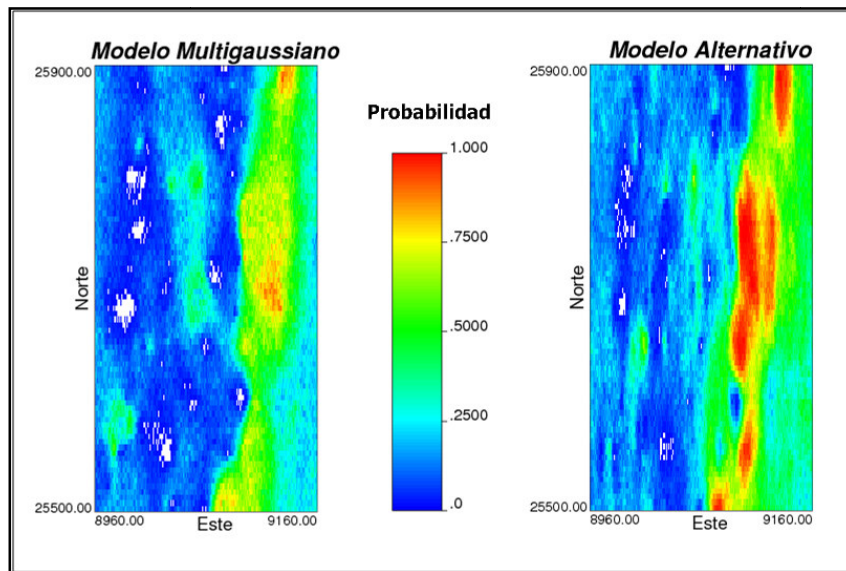 Modelo Multigaussiano
25900.00
Norte
25500.00
8960.00
Este
9160.00
Probabilidad
1.000
.7500
.5000
.2500
.0
Modelo Alternativo
25900.00
Norte
25500.00
8960.00
Este
9160.00